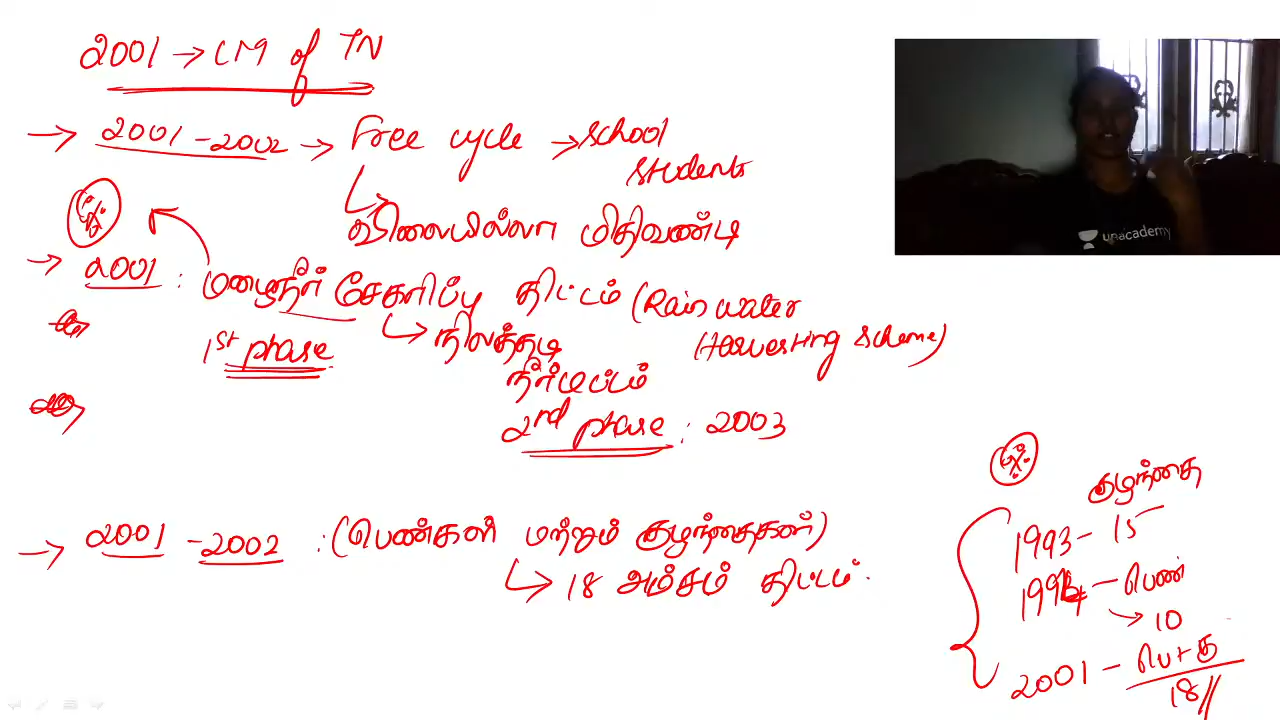 2001 → CM of TN
→ 2001 - 2002 → Free cycle → school
students
விலையில்லா மிதிவண்டி
→ 2001 : மழைநீர் சேகரிப்பு திட்டம் (Rain water
Harvesting scheme)
1st phase
நிலத்தடி
நீர்மட்டம்
2nd phase : 2003
→ 2001 - 2002 : (பெண்கள் மற்றும் குழந்தைகள்)
→ 18 அம்சம் திட்டம்.
குழந்தை
1993 - 15
1994 - பெண்
→ 10
2001 - பெ + கு
18//
unacademy